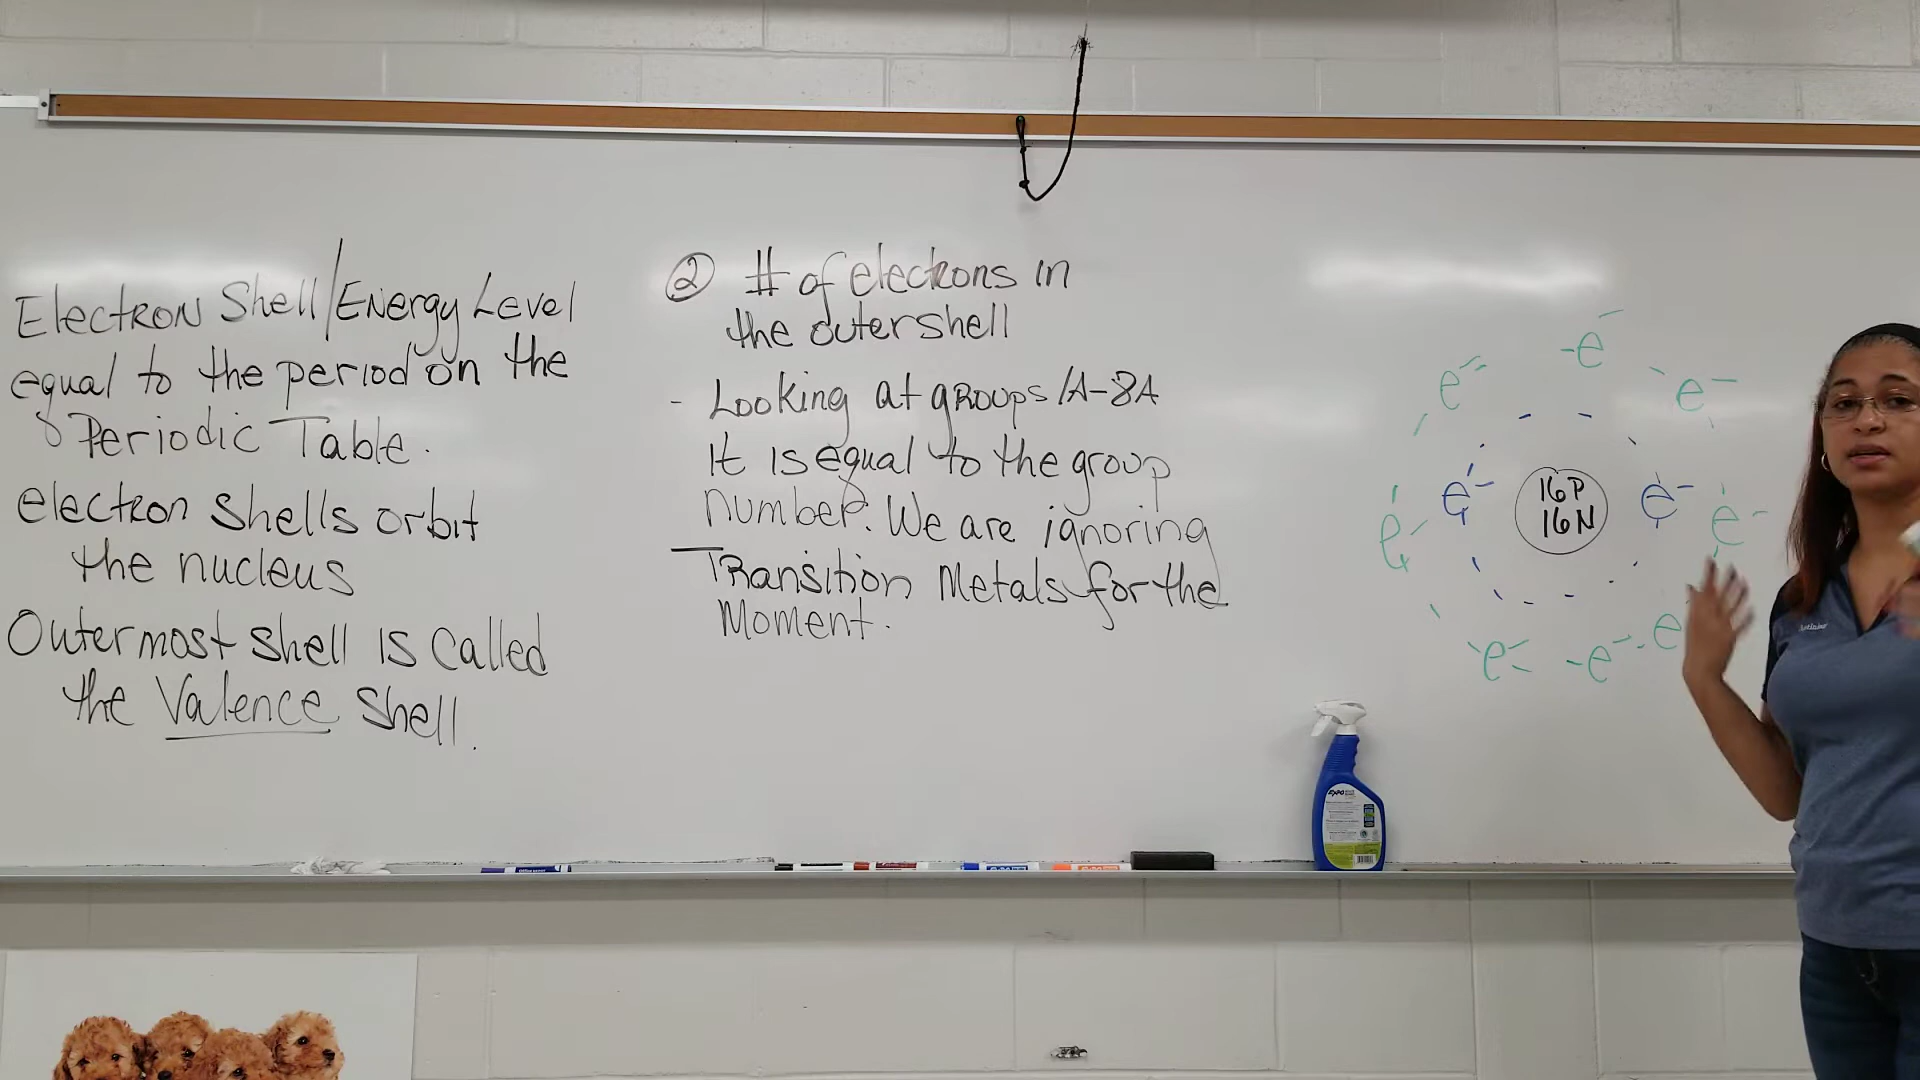 Electron Shell/Energy Level
equal to the period on the
Periodic Table.
electron shells orbit
the nucleus
Outermost shell is called
the Valence shell.
② # of electrons in
the outershell
- Looking at groups 1A-8A
It is equal to the group
number. We are ignoring
Transition Metals for the
Moment.
e⁻
e⁻
e⁻
e⁻
16P
16N
e⁻
e⁻
e⁻
e⁻
e⁻
e
EXPO